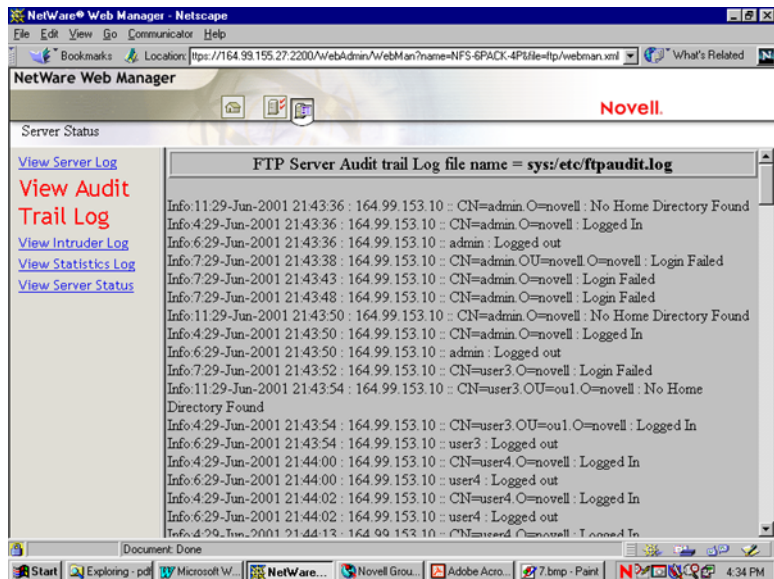 NetWare® Web Manager - Netscape
File Edit View Go Communicator Help
Bookmarks Location: ttps://164.99.155.27:2200/WebAdmin/WebMan?name=NFS-6PACK-4P&file=ftp/webman.xml What's Related N
NetWare Web Manager
Novell.
Server Status
View Server Log
View Audit
Trail Log
View Intruder Log
View Statistics Log
View Server Status
FTP Server Audit trail Log file name = sys:/etc/ftpaudit.log
Info:11:29-Jun-2001 21:43:36 : 164.99.153.10 :: CN=admin.O=novell : No Home Directory Found
Info:4:29-Jun-2001 21:43:36 : 164.99.153.10 :: CN=admin.O=novell : Logged In
Info:6:29-Jun-2001 21:43:36 : 164.99.153.10 :: admin : Logged out
Info:7:29-Jun-2001 21:43:38 : 164.99.153.10 :: CN=admin.OU=novell.O=novell : Login Failed
Info:7:29-Jun-2001 21:43:43 : 164.99.153.10 :: CN=admin.O=novell : Login Failed
Info:7:29-Jun-2001 21:43:48 : 164.99.153.10 :: CN=admin.O=novell : Login Failed
Info:11:29-Jun-2001 21:43:50 : 164.99.153.10 :: CN=admin.O=novell : No Home Directory Found
Info:4:29-Jun-2001 21:43:50 : 164.99.153.10 :: CN=admin.O=novell : Logged In
Info:6:29-Jun-2001 21:43:50 : 164.99.153.10 :: admin : Logged out
Info:7:29-Jun-2001 21:43:52 : 164.99.153.10 :: CN=user3.O=novell : Login Failed
Info:11:29-Jun-2001 21:43:54 : 164.99.153.10 :: CN=user3.OU=ou1.O=novell : No Home
Directory Found
Info:4:29-Jun-2001 21:43:54 : 164.99.153.10 :: CN=user3.OU=ou1.O=novell : Logged In
Info:6:29-Jun-2001 21:43:54 : 164.99.153.10 :: user3 : Logged out
Info:4:29-Jun-2001 21:44:00 : 164.99.153.10 :: CN=user4.O=novell : Logged In
Info:6:29-Jun-2001 21:44:00 : 164.99.153.10 :: user4 : Logged out
Info:4:29-Jun-2001 21:44:02 : 164.99.153.10 :: CN=user4.O=novell : Logged In
Info:6:29-Jun-2001 21:44:02 : 164.99.153.10 :: user4 : Logged out
Info:4:29-Jun-2001 21:44:13 : 164.99.153.10 :: CN=user4.O=novell : Logged In
Document: Done
Start Exploring - pdf Microsoft W... NetWare... Novell Grou... Adobe Acro... 7.bmp - Paint N 4:34 PM